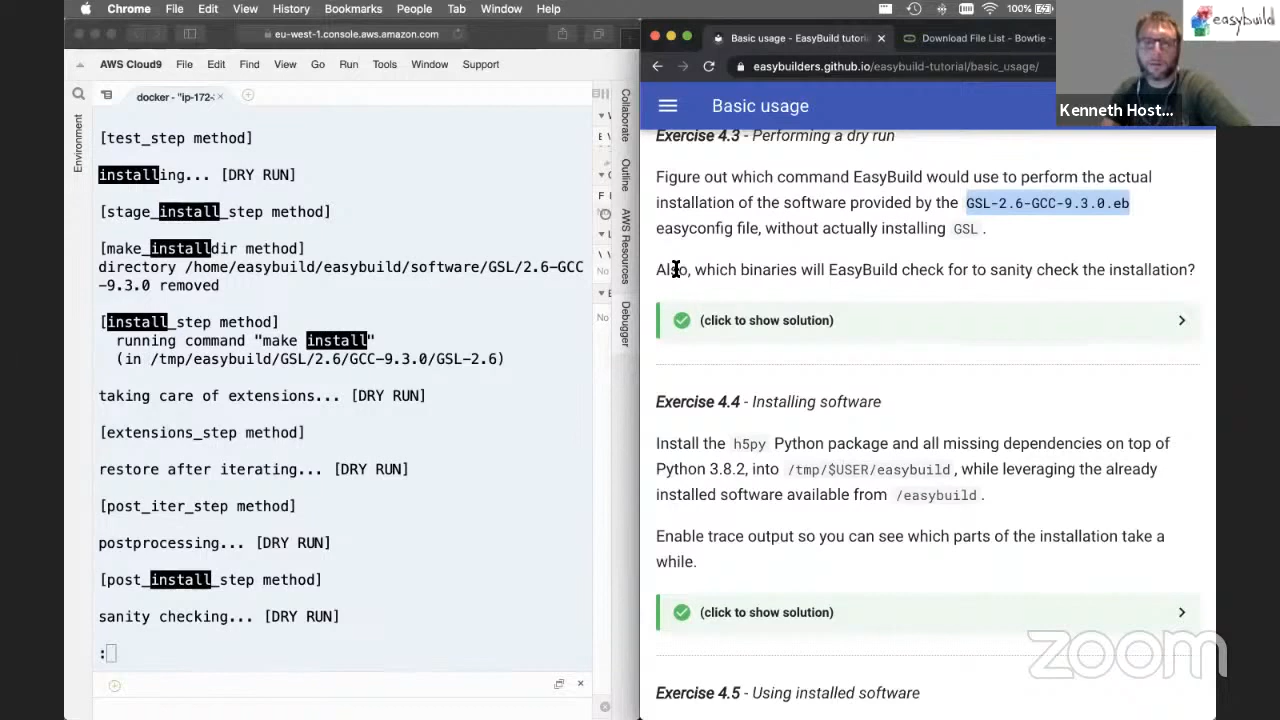 Chrome File Edit View History Bookmarks People Tab Window 100%
eu-west-1.console.aws.amazon.com
AWS Cloud9 File Edit Find View Go Run Tools Window Support
docker - "ip-172-
Environment
Collaborate
Outline
AWS Resources
Debugger
[test_step method]
installing... [DRY RUN]
[stage_install_step method]
[make_installdir method]
directory /home/easybuild/easybuild/software/GSL/2.6-GCC
-9.3.0 removed
[install_step method]
running command "make install"
(in /tmp/easybuild/GSL/2.6/GCC-9.3.0/GSL-2.6)
taking care of extensions... [DRY RUN]
[extensions_step method]
restore after iterating... [DRY RUN]
[post_iter_step method]
postprocessing... [DRY RUN]
[post_install_step method]
sanity checking... [DRY RUN]
:
Basic usage - EasyBuild tutori
Download File List - Bowtie -
easybuilders.github.io/easybuild-tutorial/basic_usage/
Basic usage
Exercise 4.3 - Performing a dry run
Figure out which command EasyBuild would use to perform the actual
installation of the software provided by the GSL-2.6-GCC-9.3.0.eb
easyconfig file, without actually installing GSL .
Also, which binaries will EasyBuild check for to sanity check the installation?
(click to show solution)
Exercise 4.4 - Installing software
Install the h5py Python package and all missing dependencies on top of
Python 3.8.2, into /tmp/$USER/easybuild, while leveraging the already
installed software available from /easybuild .
Enable trace output so you can see which parts of the installation take a
while.
(click to show solution)
Exercise 4.5 - Using installed software
easybuild
Kenneth Host...
zoom